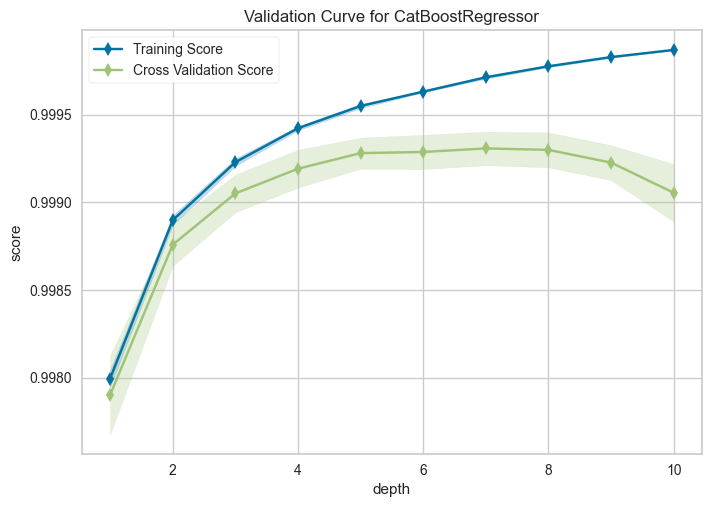 Validation Curve for CatBoostRegressor
Training Score
Cross Validation Score
0.9995
0.9990
0.9985
0.9980
score
2 4 6 8 10
depth